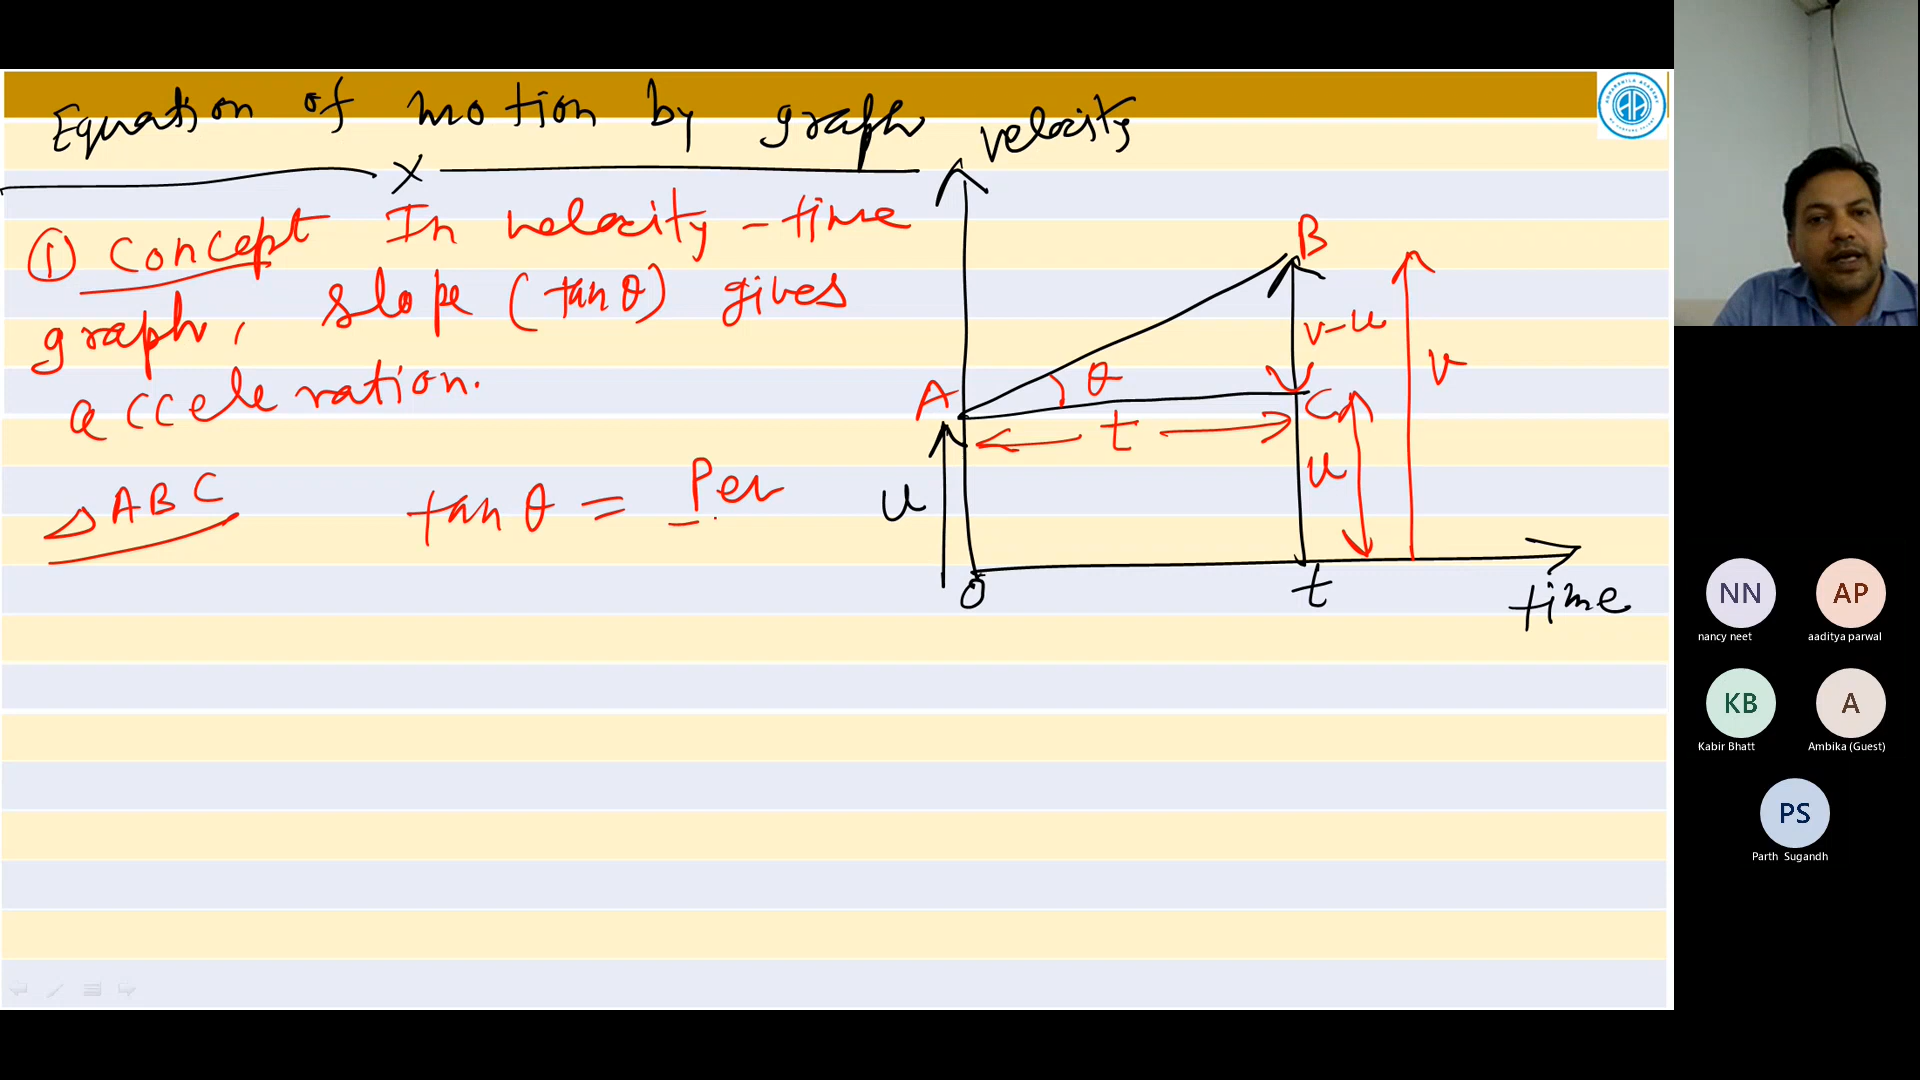 Equation of motion by graph
velocity
① Concept In velocity - time
graph, slope (tan θ) gives
acceleration.
△ABC tan θ = Per
B
v-u
v
θ
A
C
t
u
u
O
t
time
NN
nancy neet
AP
aaditya parwal
KB
Kabir Bhatt
A
Ambika (Guest)
PS
Parth Sugandh